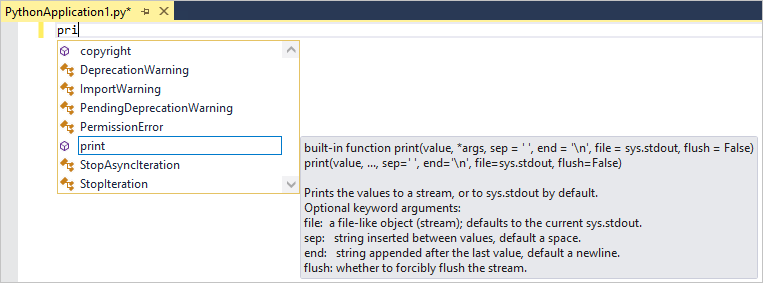 PythonApplication1.py*
pri
copyright
DeprecationWarning
ImportWarning
PendingDeprecationWarning
PermissionError
print
StopAsyncIteration
StopIteration
built-in function print(value, *args, sep = ' ', end = '\n', file = sys.stdout, flush = False)
print(value, ..., sep=' ', end='\n', file=sys.stdout, flush=False)
Prints the values to a stream, or to sys.stdout by default.
Optional keyword arguments:
file:  a file-like object (stream); defaults to the current sys.stdout.
sep:   string inserted between values, default a space.
end:   string appended after the last value, default a newline.
flush: whether to forcibly flush the stream.